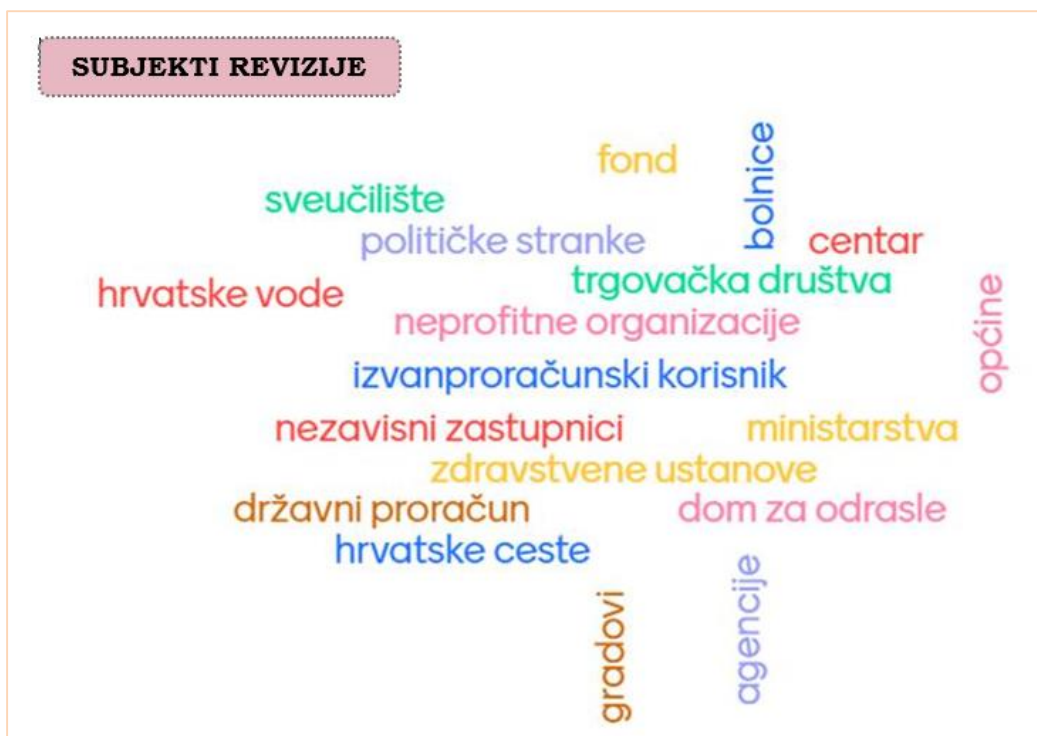 SUBJEKTI REVIZIJE
fond
bolnice
sveučilište
političke stranke
centar
trgovačka društva
hrvatske vode
neprofitne organizacije
općine
izvanproračunski korisnik
nezavisni zastupnici
ministarstva
zdravstvene ustanove
državni proračun
dom za odrasle
hrvatske ceste
gradovi
agencije